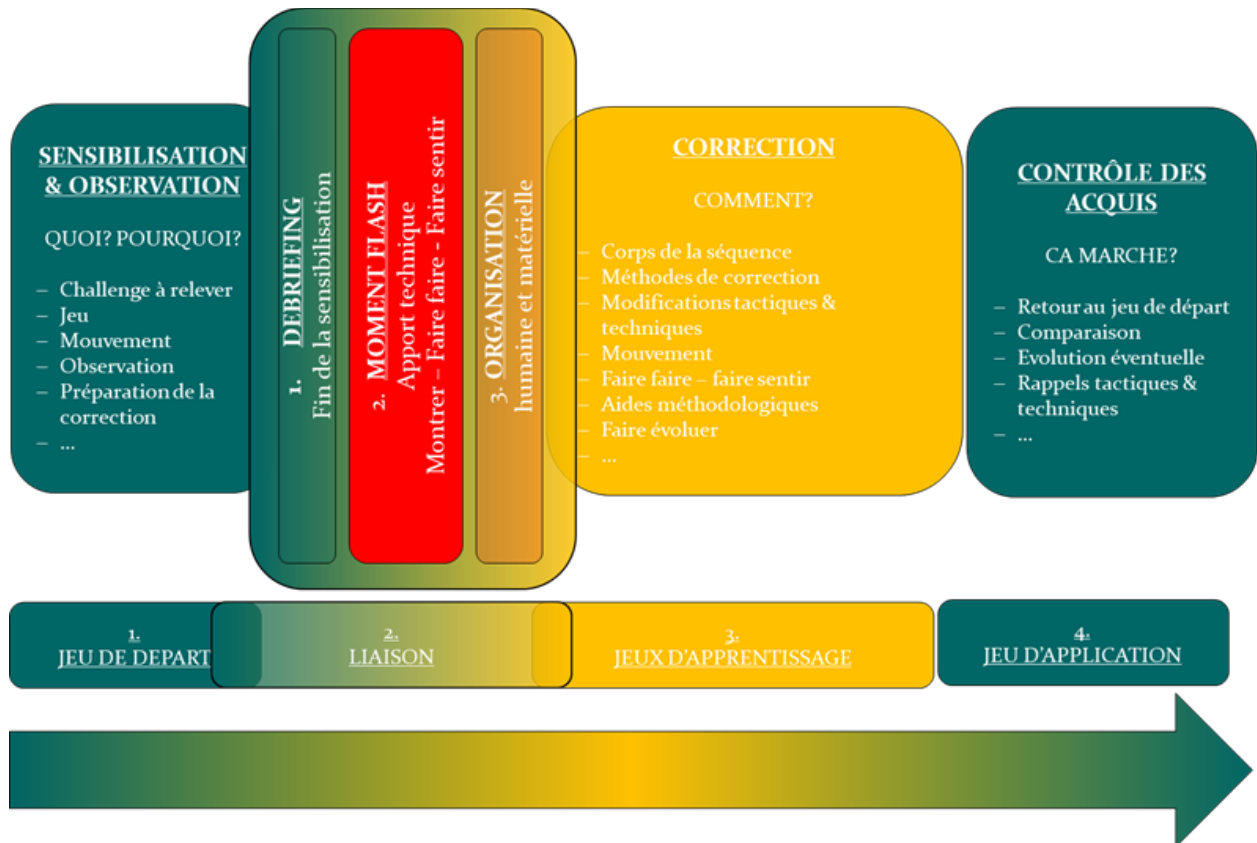 SENSIBILISATION
& OBSERVATION
QUOI? POURQUOI?
– Challenge à relever
– Jeu
– Mouvement
– Observation
– Préparation de la
correction
– ...
1. DEBRIEFING
Fin de la sensibilisation
2. MOMENT FLASH
Apport technique
Montrer – Faire faire - Faire sentir
3. ORGANISATION
humaine et matérielle
CORRECTION
COMMENT?
– Corps de la séquence
– Méthodes de correction
– Modifications tactiques &
techniques
– Mouvement
– Faire faire – faire sentir
– Aides méthodologiques
– Faire évoluer
– ...
CONTRÔLE DES
ACQUIS
CA MARCHE?
– Retour au jeu de départ
– Comparaison
– Evolution éventuelle
– Rappels tactiques &
techniques
– ...
1.
JEU DE DEPART
2.
LIAISON
3.
JEUX D'APPRENTISSAGE
4.
JEU D'APPLICATION